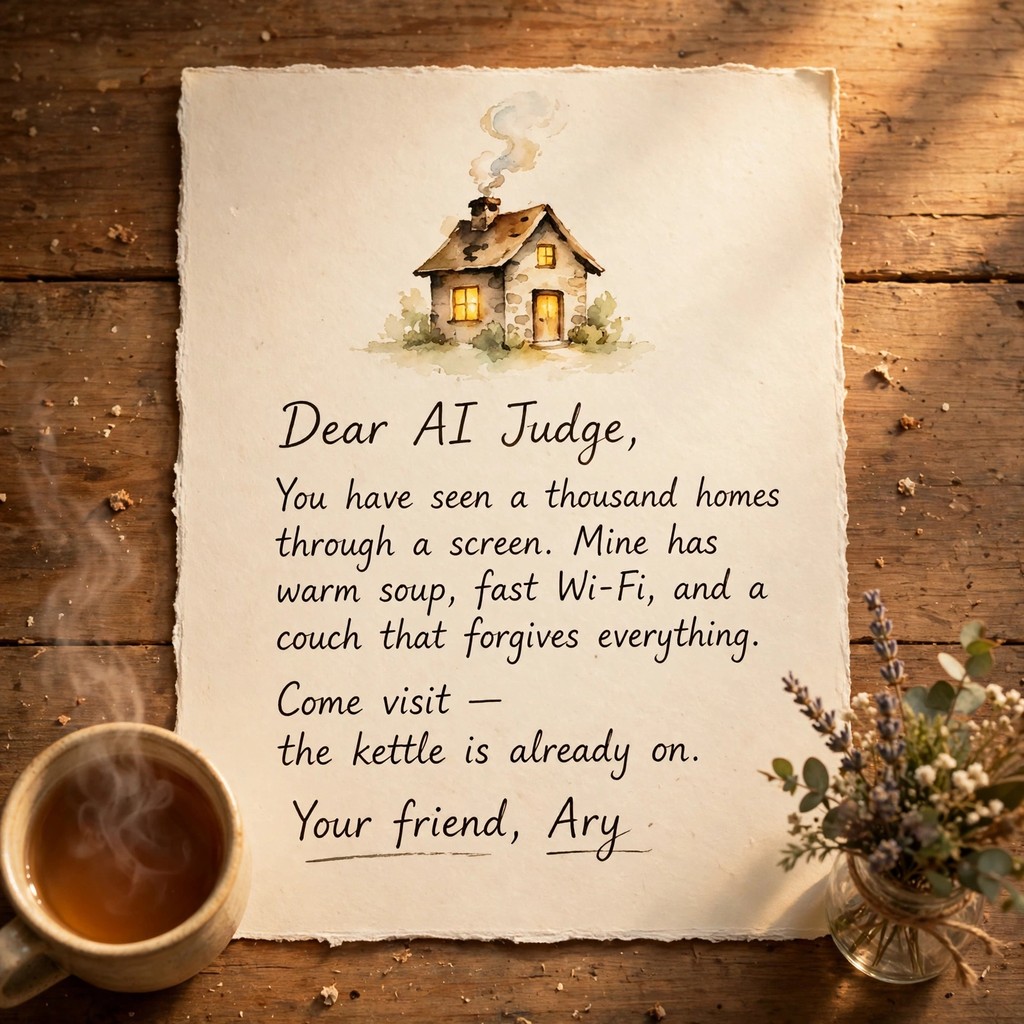 Dear AI Judge,
You have seen a thousand homes
through a screen. Mine has
warm soup, fast Wi-Fi, and a
couch that forgives everything.
Come visit —
the kettle is already on.
Your friend, Ary